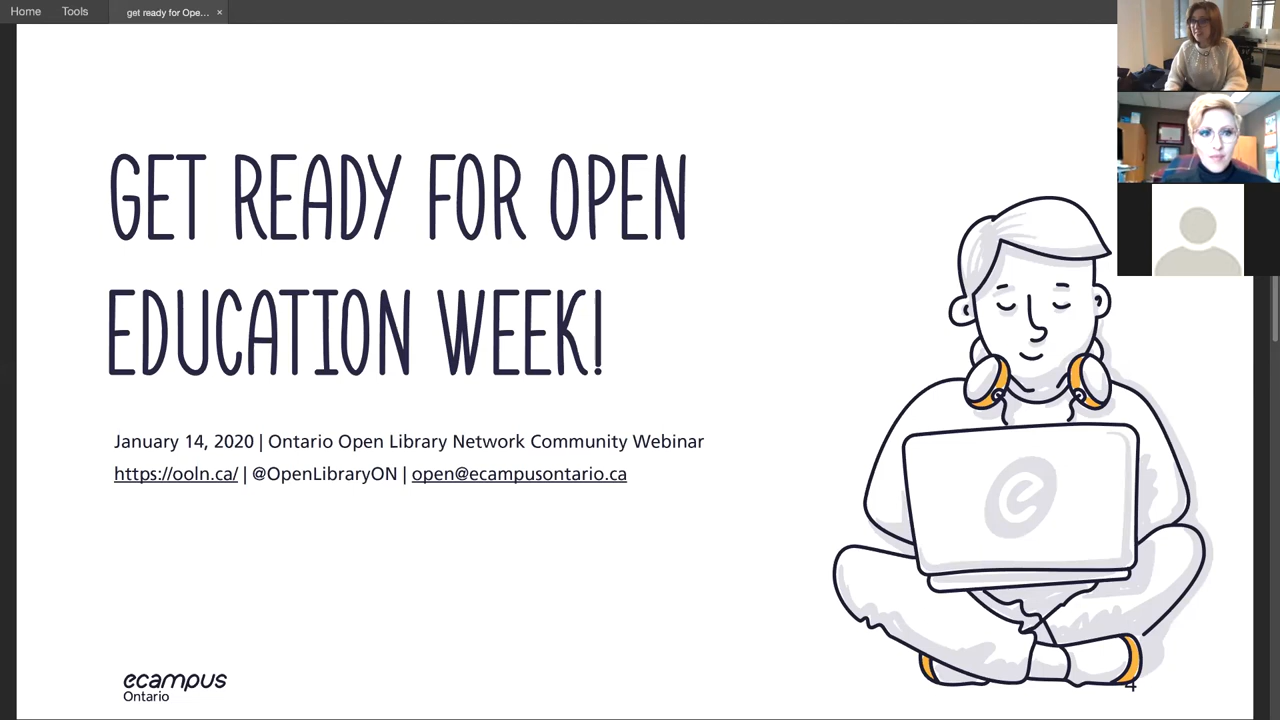 Home Tools get ready for Ope... ×
GET READY FOR OPEN
EDUCATION WEEK!
January 14, 2020 | Ontario Open Library Network Community Webinar
https://ooln.ca/ | @OpenLibraryON | open@ecampusontario.ca
e
ecampus
Ontario
4